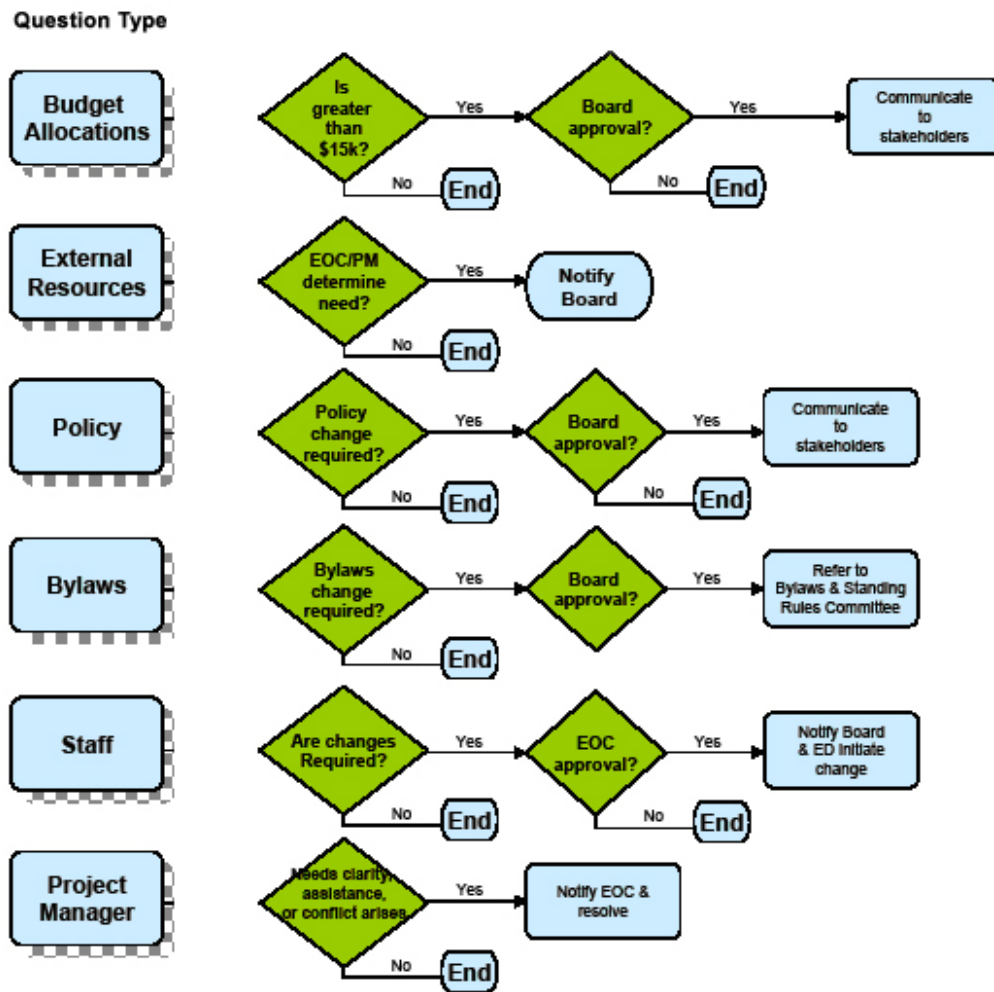 Question Type
Budget
Allocations
Is
greater
than
$15k?
Yes
Board
approval?
Yes
Communicate
to
stakeholders
No
End
No
End
External
Resources
EOC/PM
determine
need?
Yes
Notify
Board
No
End
Policy
Policy
change
required?
Yes
Board
approval?
Yes
Communicate
to
stakeholders
No
End
No
End
Bylaws
Bylaws
change
required?
Yes
Board
approval?
Yes
Refer to
Bylaws & Standing
Rules Committee
No
End
Staff
Are changes
Required?
Yes
EOC
approval?
Yes
Notify Board
& ED Initiate
change
No
End
No
End
Project
Manager
Needs clarity,
assistance,
or conflict arises
Yes
Notify EOC &
resolve
No
End